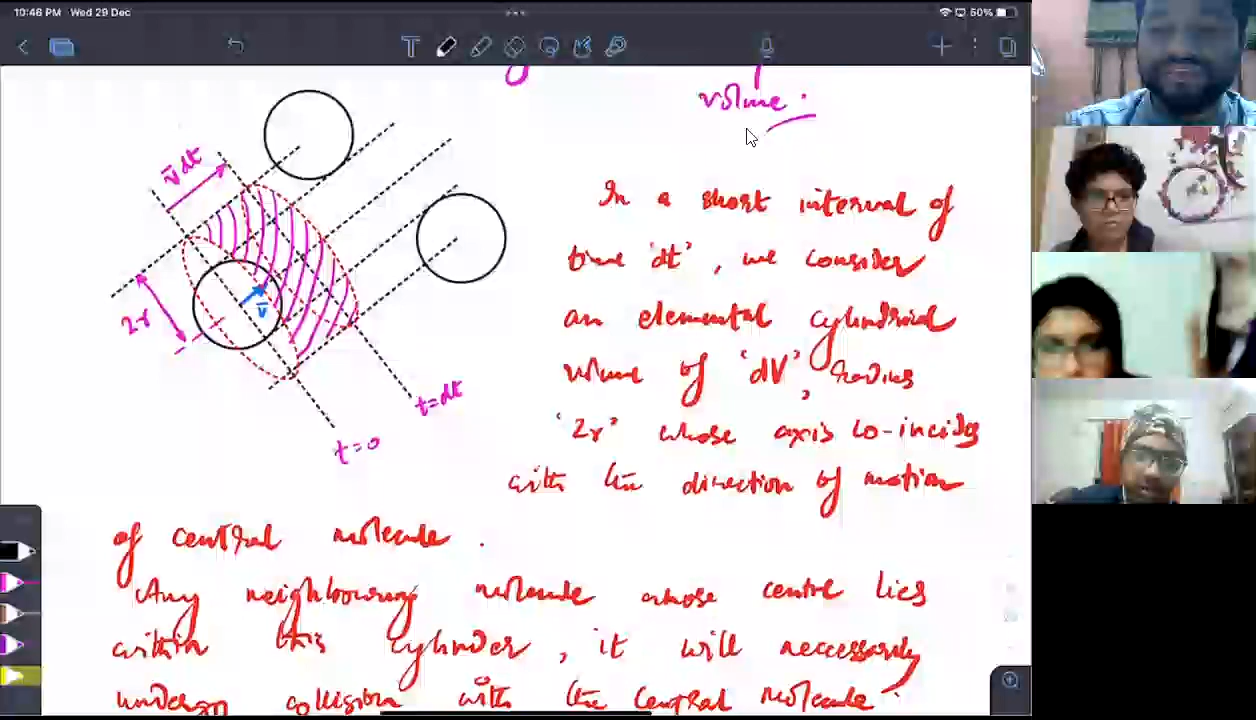 10:46 PM Wed 29 Dec
50%
T
volume.
v̄ dt
2r
v̄
t=dt
t=0
In a short interval of
time 'dt', we consider
an elemental cylindrical
volume of 'dV', radius
'2r' whose axis co-incides
with the direction of motion
of central molecule.
Any neighbouring molecule whose centre lies
within this cylinder, it will neccessarily
undergo collision with the central molecule.